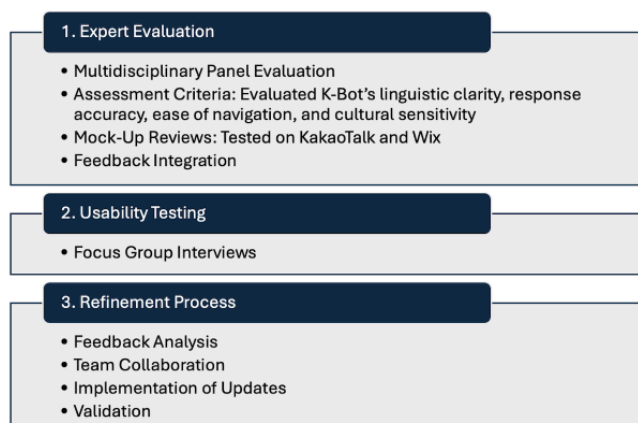 1. Expert Evaluation
• Multidisciplinary Panel Evaluation
• Assessment Criteria: Evaluated K-Bot's linguistic clarity, response
accuracy, ease of navigation, and cultural sensitivity
• Mock-Up Reviews: Tested on KakaoTalk and Wix
• Feedback Integration
2. Usability Testing
• Focus Group Interviews
3. Refinement Process
• Feedback Analysis
• Team Collaboration
• Implementation of Updates
• Validation